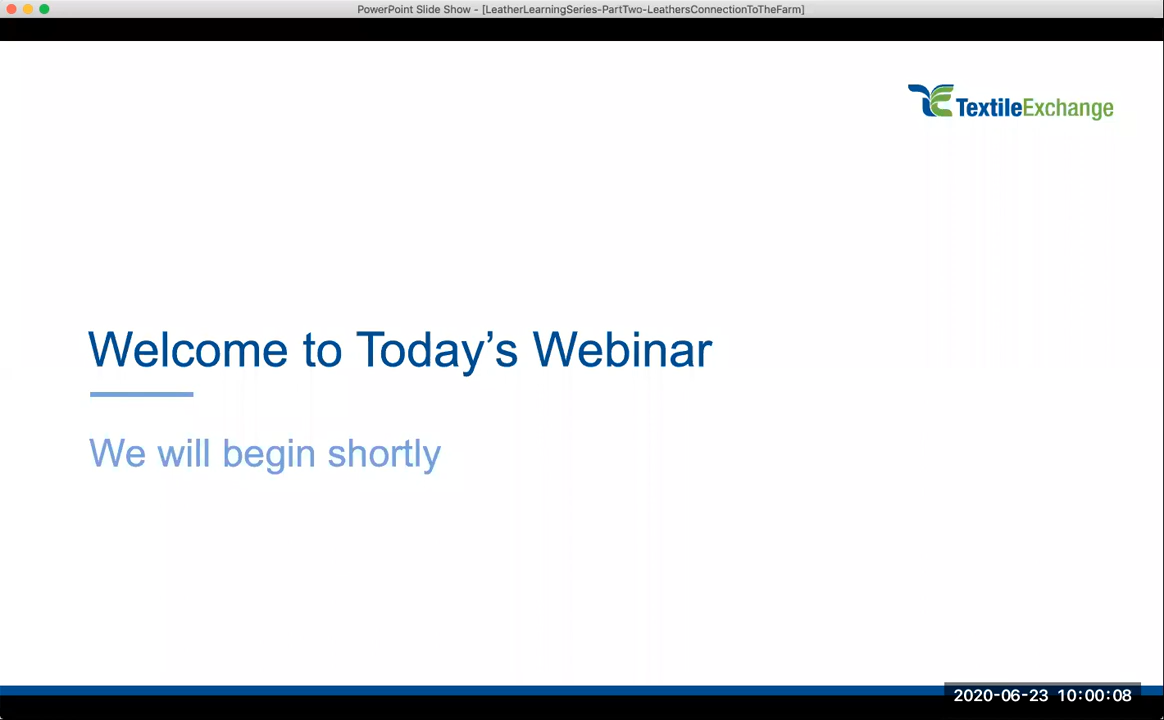 PowerPoint Slide Show - [LeatherLearningSeries-PartTwo-LeathersConnectionToTheFarm]
TextileExchange
Welcome to Today’s Webinar
We will begin shortly
2020-06-23 10:00:08